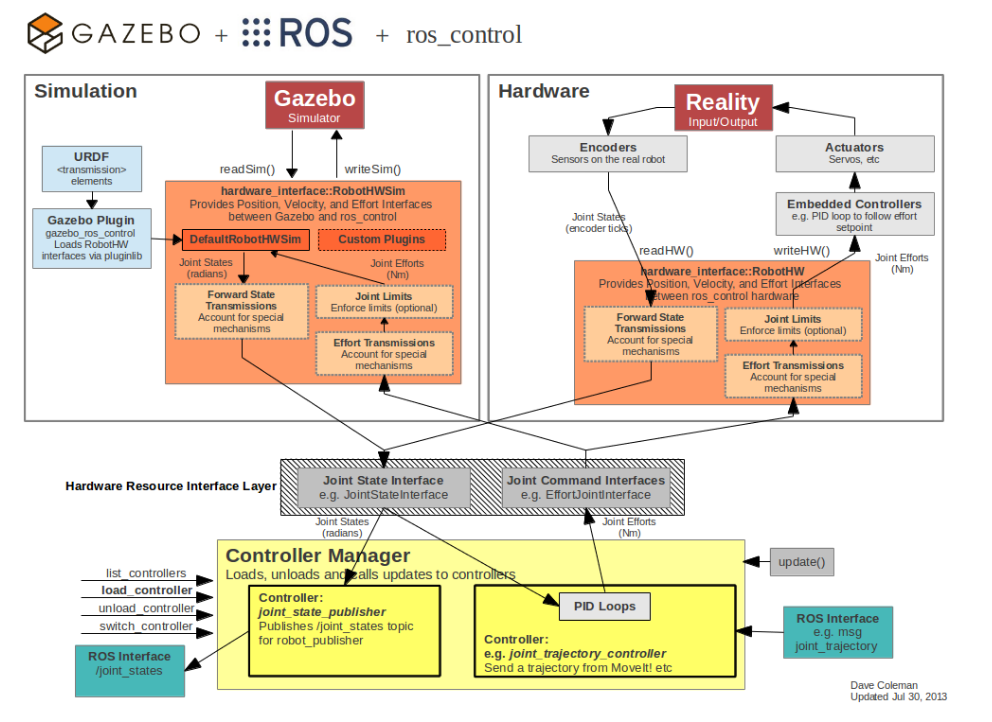 GAZEBO + ROS + ros_control
Simulation
Gazebo
Simulator
URDF
<transmission>
elements
readSim()
writeSim()
Gazebo Plugin
gazebo_ros_control
Loads RobotHW
interfaces via pluginlib
hardware_interface::RobotHWSim
Provides Position, Velocity, and Effort Interfaces
between Gazebo and ros_control
DefaultRobotHWSim
Custom Plugins
Joint States
(radians)
Joint Efforts
(Nm)
Forward State
Transmissions
Account for special
mechanisms
Joint Limits
Enforce limits (optional)
Effort Transmissions
Account for special
mechanisms
Hardware
Reality
Input/Output
Encoders
Sensors on the real robot
Actuators
Servos, etc
Embedded Controllers
e.g. PID loop to follow effort
setpoint
Joint States
(encoder ticks)
readHW()
writeHW()
Joint Efforts
(Nm)
hardware_interface::RobotHW
Provides Position, Velocity, and Effort Interfaces
between ros_control hardware
Forward State
Transmissions
Account for special
mechanisms
Joint Limits
Enforce limits (optional)
Effort Transmissions
Account for special
mechanisms
Hardware Resource Interface Layer
Joint State Interface
e.g. JointStateInterface
Joint Command Interfaces
e.g. EffortJointInterface
Joint States
(radians)
Joint Efforts
(Nm)
Controller Manager
Loads, unloads and calls updates to controllers
update()
list_controllers
load_controller
unload_controller
switch_controller
Controller:
joint_state_publisher
Publishes /joint_states topic
for robot_publisher
PID Loops
Controller:
e.g. joint_trajectory_controller
Send a trajectory from MoveIt! etc
ROS Interface
e.g. msg
joint_trajectory
ROS Interface
/joint_states
Dave Coleman
Updated Jul 30, 2013